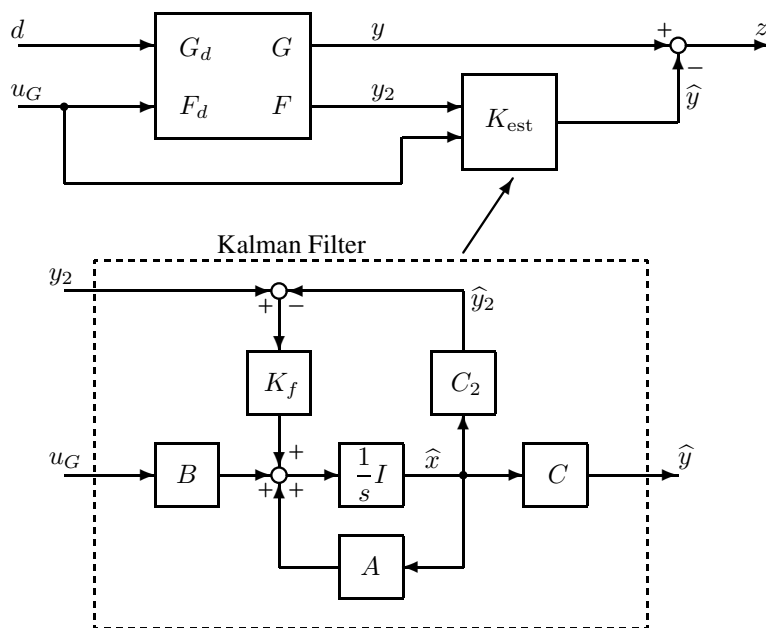 d
G_d G
y
+
z
u_G
F_d F
y_2
K_est
−
ŷ
Kalman Filter
y_2
+
−
ŷ_2
K_f
C_2
u_G
B
+
+
+
1/s I
x̂
C
ŷ
A